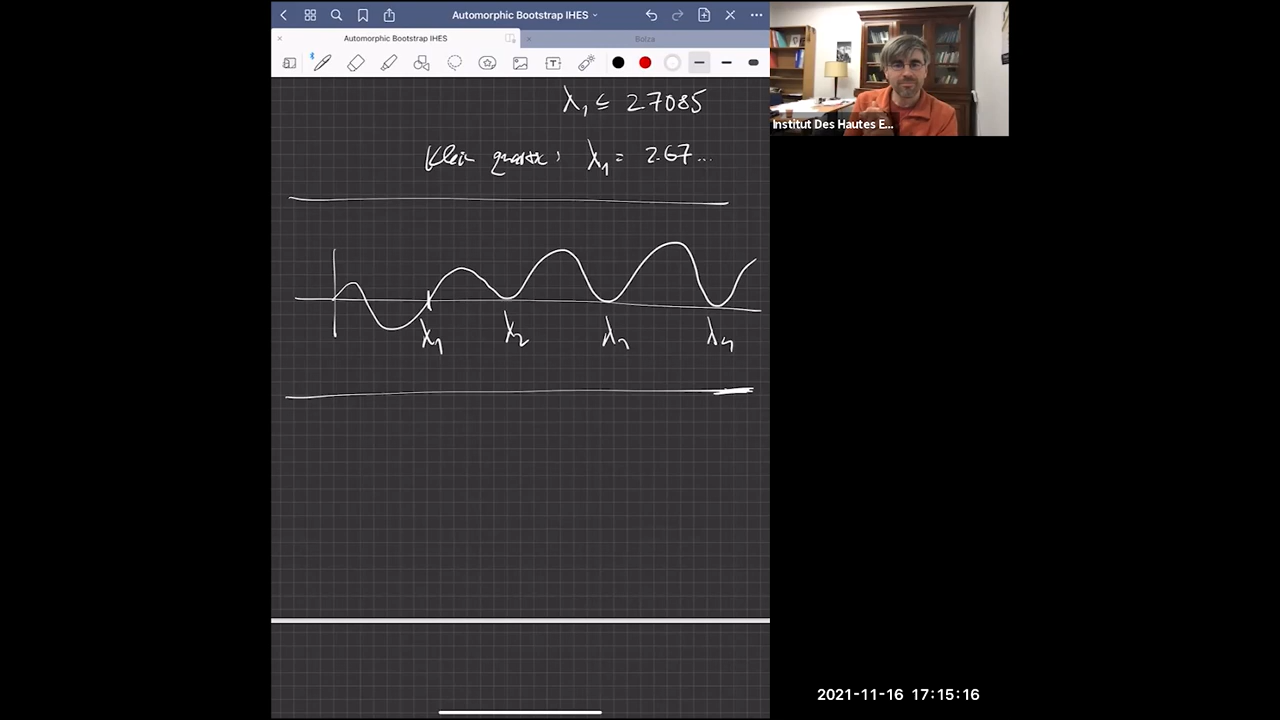 Automorphic Bootstrap IHES
Automorphic Bootstrap IHES
Bolza
λ₁ ≤ 2.7085
Klein quartic: λ₁ = 2.67...
λ₁ λ₂ λ₃ λ₄
Institut Des Hautes E...
2021-11-16 17:15:16